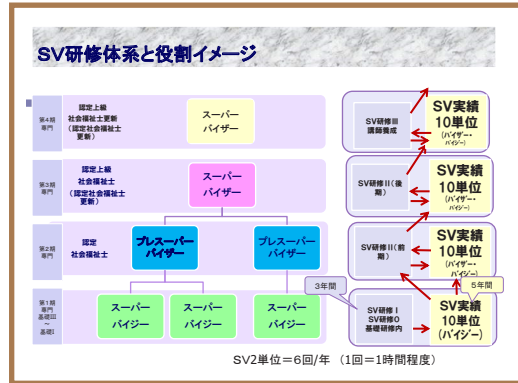 SV研修体系と役割イメージ
第4期
専門
認定上級
社会福祉士更新
(認定社会福祉士
更新)
スーパー
バイザー
SV研修Ⅲ
講師養成
SV実績
10単位
(バイザー・
バイジー)
第3期
専門
認定上級
社会福祉士
(認定社会福祉士
更新)
スーパー
バイザー
SV研修Ⅱ(後
期)
SV実績
10単位
(バイザー・
バイジー)
第2期
専門
認定
社会福祉士
プレスーパー
バイザー
プレスーパー
バイザー
SV研修Ⅱ(前
期)
SV実績
10単位
(バイザー・
バイジー)
3年間
5年間
第1期
専門
基礎Ⅲ
～
基礎Ⅰ
スーパー
バイジー
スーパー
バイジー
スーパー
バイジー
SV研修Ⅰ
SV研修0
基礎研修内
SV実績
10単位
(バイジー)
SV2単位=6回/年 (1回=1時間程度)